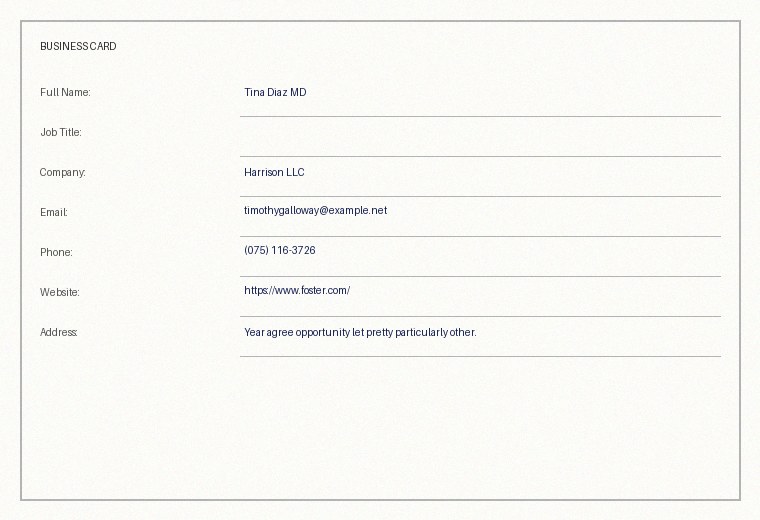 BUSINESS CARD
Full Name: Tina Diaz MD
Job Title:
Company: Harrison LLC
Email: timothygalloway@example.net
Phone: (075) 116-3726
Website: https://www.foster.com/
Address: Year agree opportunity let pretty particularly other.